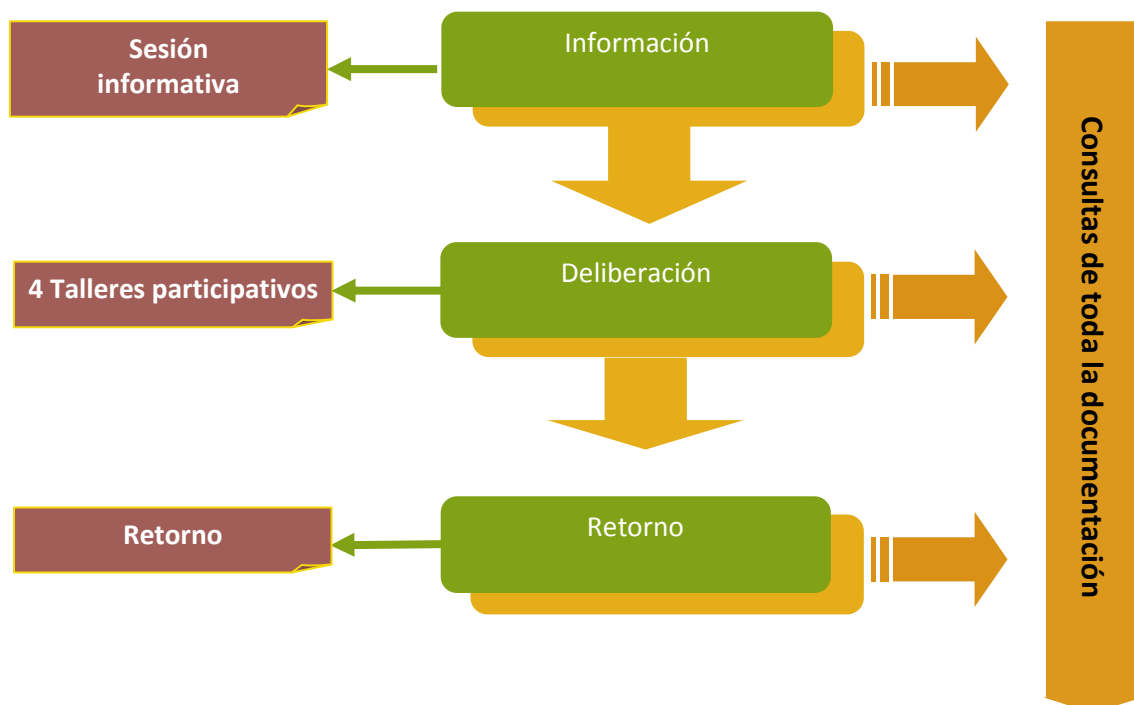 Sesión
informativa
Información
4 Talleres participativos
Deliberación
Retorno
Retorno
Consultas de toda la documentación